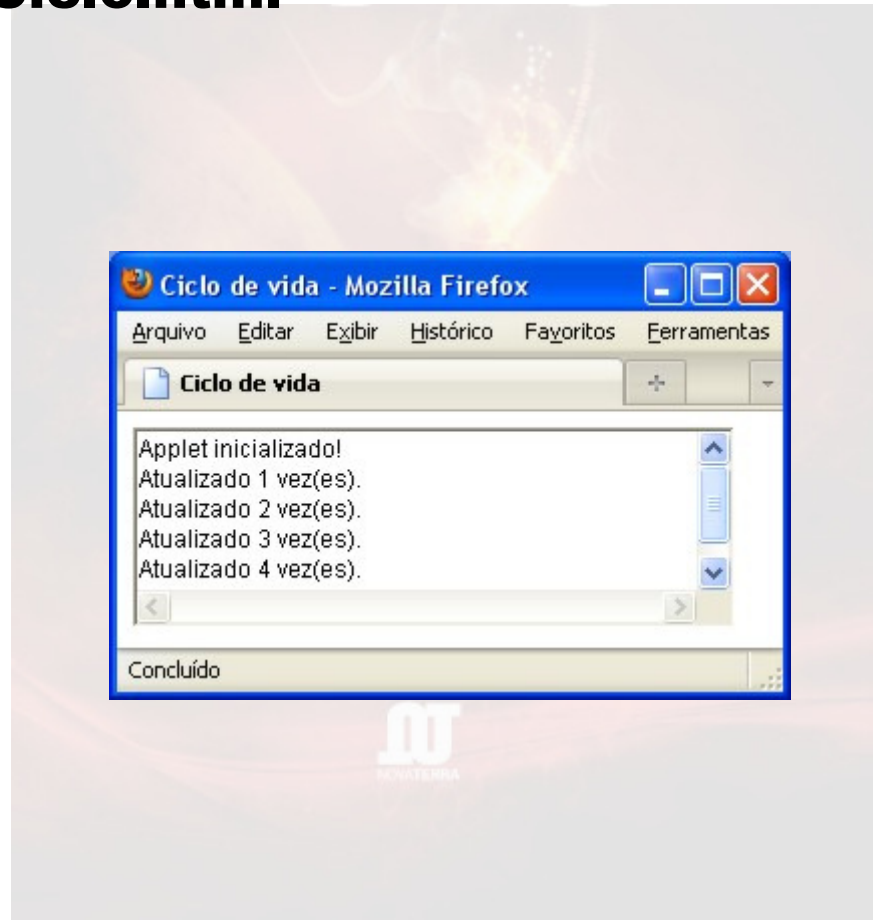 Ciclo de vida - Mozilla Firefox
Arquivo Editar Exibir Histórico Favoritos Ferramentas
Ciclo de vida
Applet inicializado!
Atualizado 1 vez(es).
Atualizado 2 vez(es).
Atualizado 3 vez(es).
Atualizado 4 vez(es).
Concluído
NOVATERRA